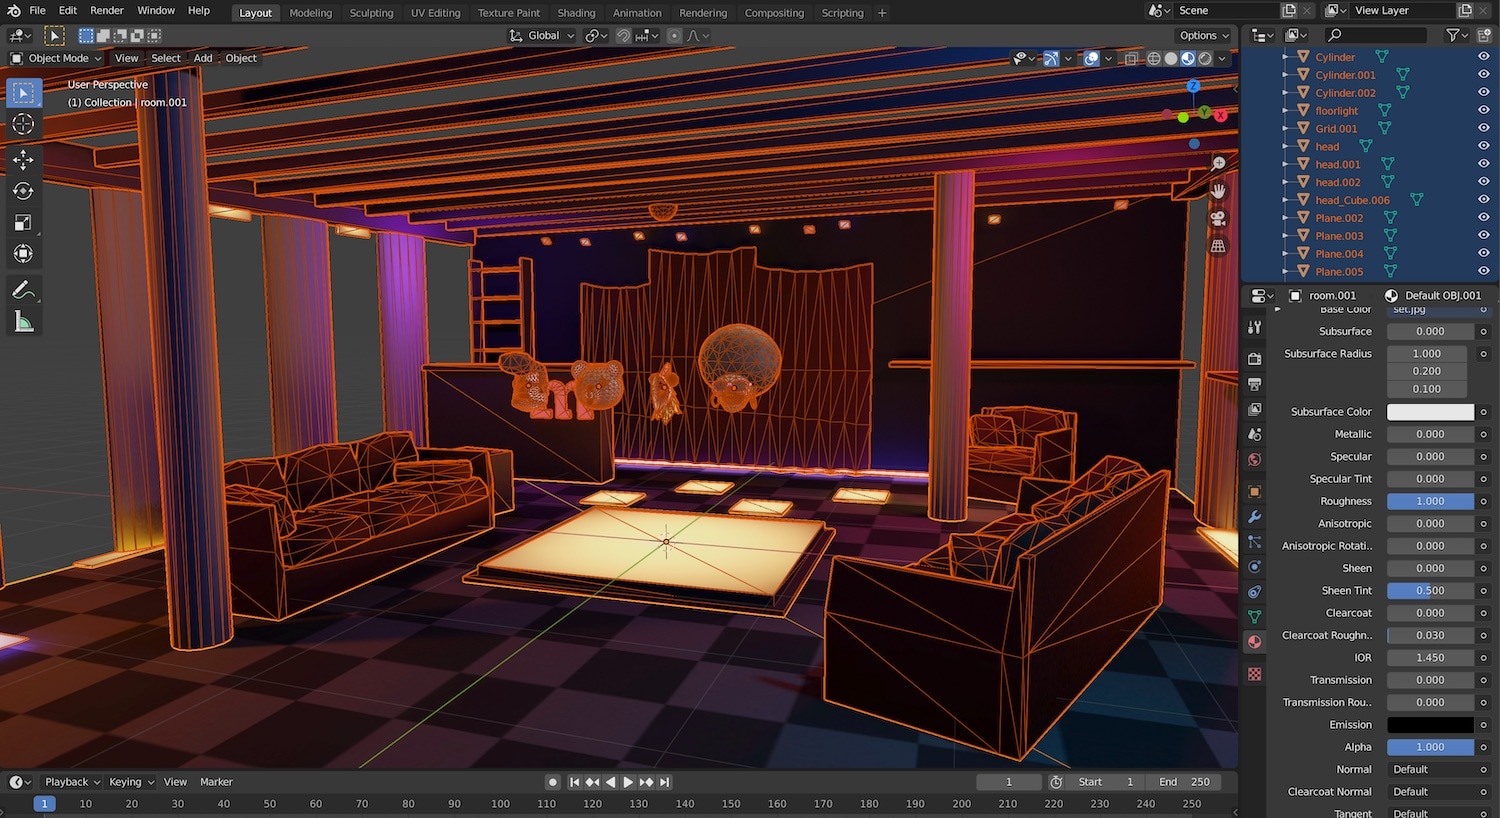 File Edit Render Window Help Layout Modeling Sculpting UV Editing Texture Paint Shading Animation Rendering Compositing Scripting + Scene View Layer
Global Options
Object Mode View Select Add Object
User Perspective
(1) Collection | room.001
Z
Y
X
Cylinder
Cylinder.001
Cylinder.002
floorlight
Grid.001
head
head.001
head.002
head_Cube.006
Plane.002
Plane.003
Plane.004
Plane.005
room.001 Default OBJ.001
Base Color set.jpg
Subsurface 0.000
Subsurface Radius 1.000
0.200
0.100
Subsurface Color
Metallic 0.000
Specular 0.000
Specular Tint 0.000
Roughness 1.000
Anisotropic 0.000
Anisotropic Rotati.. 0.000
Sheen 0.000
Sheen Tint 0.500
Clearcoat 0.000
Clearcoat Roughn.. 0.030
IOR 1.450
Transmission 0.000
Transmission Rou.. 0.000
Emission
Alpha 1.000
Normal Default
Clearcoat Normal Default
Tangent Default
Playback Keying View Marker 1 Start 1 End 250
1 10 20 30 40 50 60 70 80 90 100 110 120 130 140 150 160 170 180 190 200 210 220 230 240 250